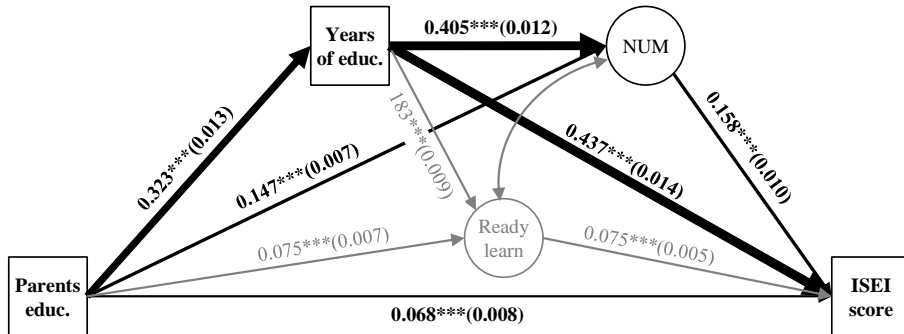 0.405***(0.012)
Years
of educ.
NUM
183***(0.009)
0.323***(0.013)
0.147***(0.007)
0.437***(0.014)
0.158***(0.010)
Ready
learn
0.075***(0.007)
0.075***(0.005)
Parents
educ.
ISEI
score
0.068***(0.008)